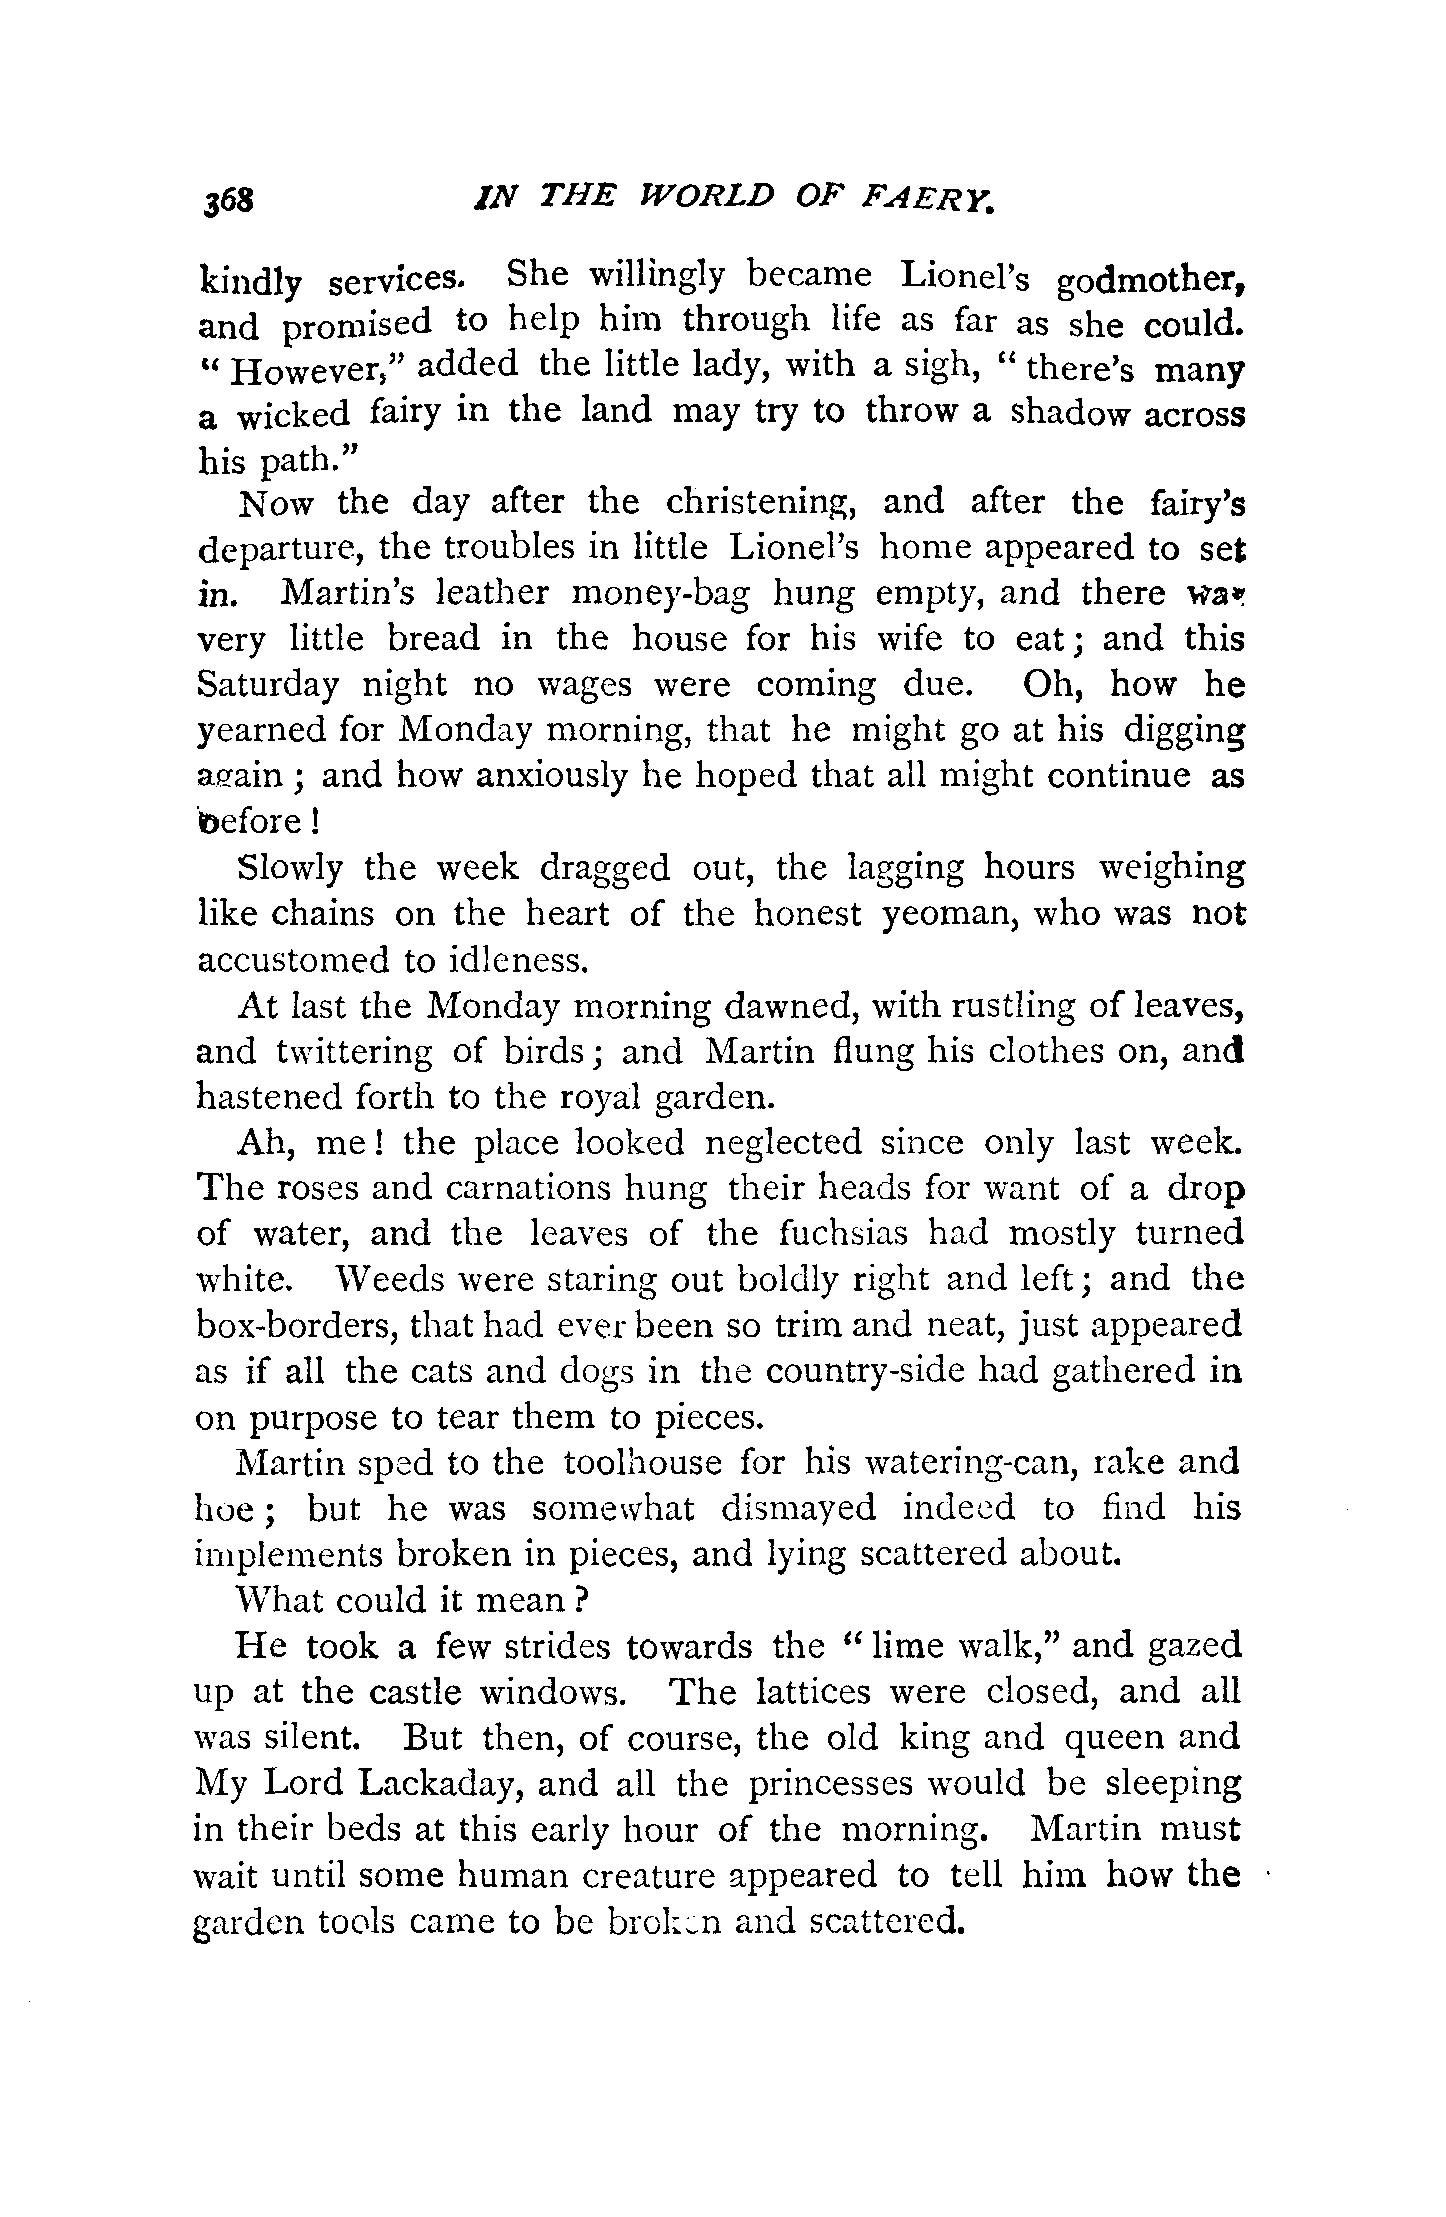 368 IN THE WORLD OF FAERY.
kindly services. She willingly became Lionel's godmother,
and promised to help him through life as far as she could.
" However," added the little lady, with a sigh, " there's many
a wicked fairy in the land may try to throw a shadow across
his path."
Now the day after the christening, and after the fairy's
departure, the troubles in little Lionel's home appeared to set
in. Martin's leather money-bag hung empty, and there was
very little bread in the house for his wife to eat ; and this
Saturday night no wages were coming due. Oh, how he
yearned for Monday morning, that he might go at his digging
again ; and how anxiously he hoped that all might continue as
before !
Slowly the week dragged out, the lagging hours weighing
like chains on the heart of the honest yeoman, who was not
accustomed to idleness.
At last the Monday morning dawned, with rustling of leaves,
and twittering of birds ; and Martin flung his clothes on, and
hastened forth to the royal garden.
Ah, me ! the place looked neglected since only last week.
The roses and carnations hung their heads for want of a drop
of water, and the leaves of the fuchsias had mostly turned
white. Weeds were staring out boldly right and left ; and the
box-borders, that had ever been so trim and neat, just appeared
as if all the cats and dogs in the country-side had gathered in
on purpose to tear them to pieces.
Martin sped to the toolhouse for his watering-can, rake and
hoe ; but he was somewhat dismayed indeed to find his
implements broken in pieces, and lying scattered about.
What could it mean ?
He took a few strides towards the " lime walk," and gazed
up at the castle windows. The lattices were closed, and all
was silent. But then, of course, the old king and queen and
My Lord Lackaday, and all the princesses would be sleeping
in their beds at this early hour of the morning. Martin must
wait until some human creature appeared to tell him how the
garden tools came to be broken and scattered.